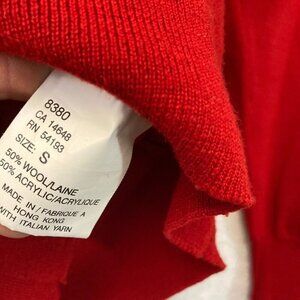 8380
CA 14648
RN 54193
SIZE: S
50% WOOL/LAINE
50% ACRYLIC/ACRYLIQUE
MADE IN / FABRIQUE A
HONG KONG
WITH ITALIAN YARN